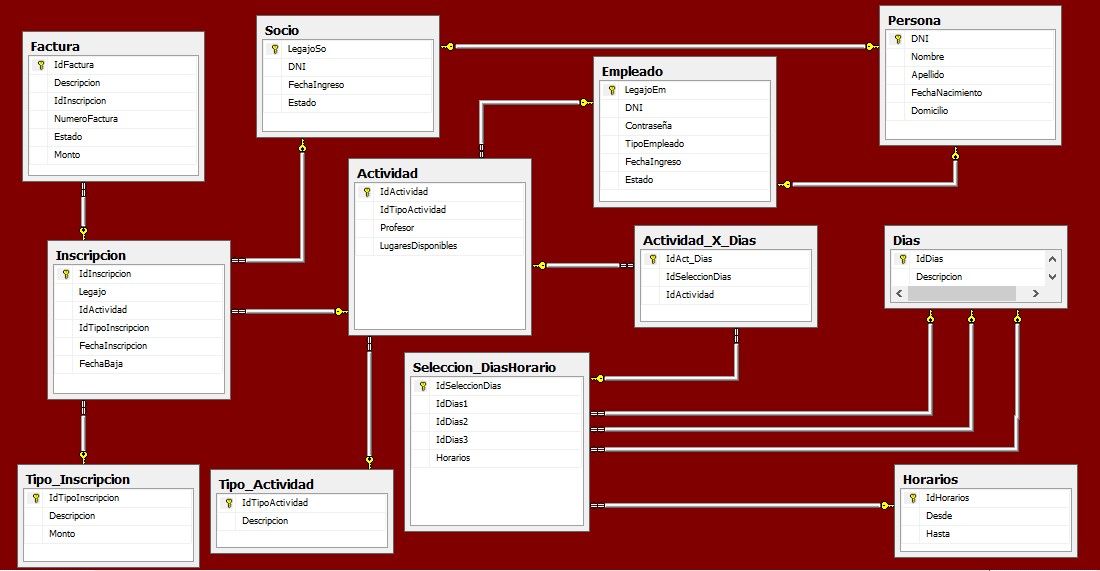 Factura
IdFactura
Descripcion
IdInscripcion
NumeroFactura
Estado
Monto
Socio
LegajoSo
DNI
FechaIngreso
Estado
Empleado
LegajoEm
DNI
Contraseña
TipoEmpleado
FechaIngreso
Estado
Persona
DNI
Nombre
Apellido
FechaNacimiento
Domicilio
Actividad
IdActividad
IdTipoActividad
Profesor
LugaresDisponibles
Inscripcion
IdInscripcion
Legajo
IdActividad
IdTipoInscripcion
FechaInscripcion
FechaBaja
Actividad_X_Dias
IdAct_Dias
IdSeleccionDias
IdActividad
Dias
IdDias
Descripcion
Seleccion_DiasHorario
IdSeleccionDias
IdDias1
IdDias2
IdDias3
Horarios
Tipo_Inscripcion
IdTipoInscripcion
Descripcion
Monto
Tipo_Actividad
IdTipoActividad
Descripcion
Horarios
IdHorarios
Desde
Hasta